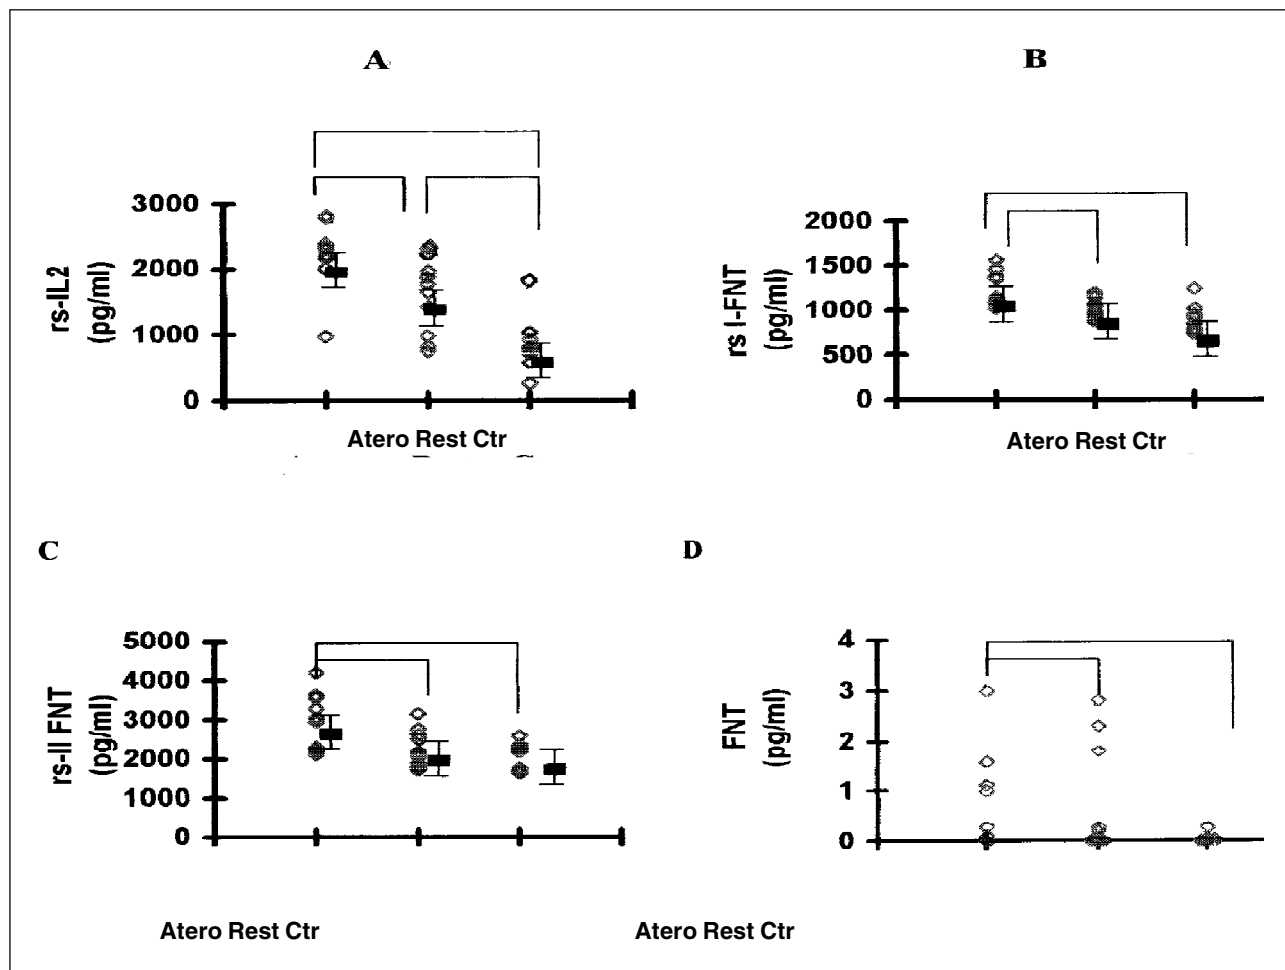 A
rs-IL2
(pg/ml)
3000
2000
1000
0
Atero Rest Ctr
B
rs I-FNT
(pg/ml)
2000
1500
1000
500
0
Atero Rest Ctr
C
rs-II FNT
(pg/ml)
5000
4000
3000
2000
1000
0
Atero Rest Ctr
D
FNT
(pg/ml)
4
3
2
1
0
Atero Rest Ctr